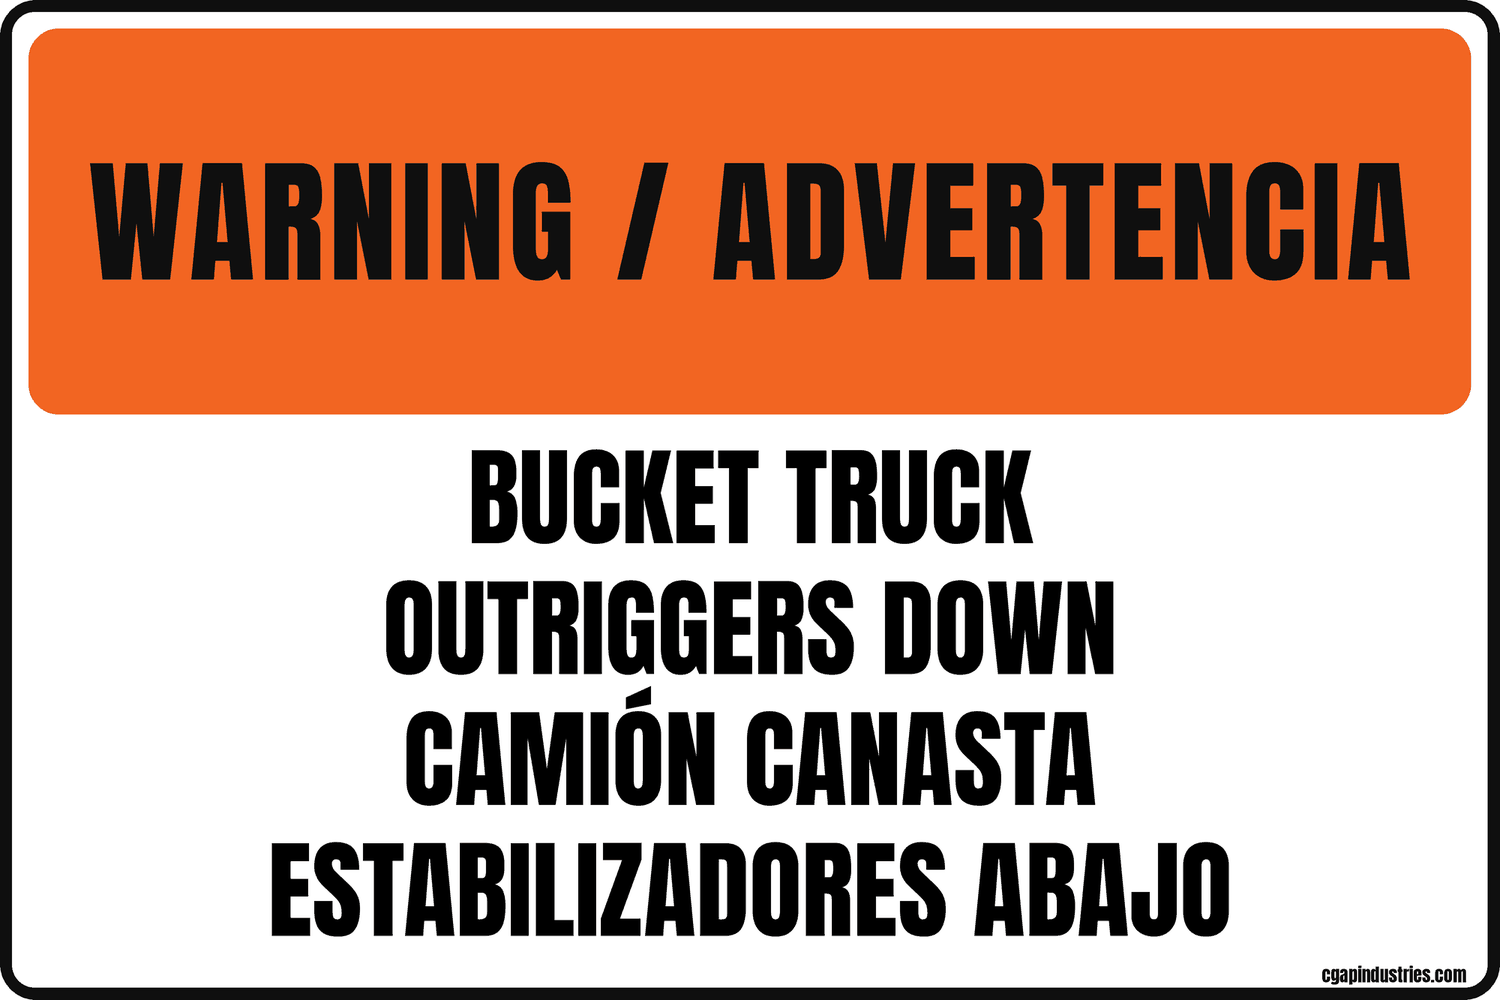 WARNING / ADVERTENCIA
BUCKET TRUCK
OUTRIGGERS DOWN
CAMIÓN CANASTA
ESTABILIZADORES ABAJO
cgapindustries.com